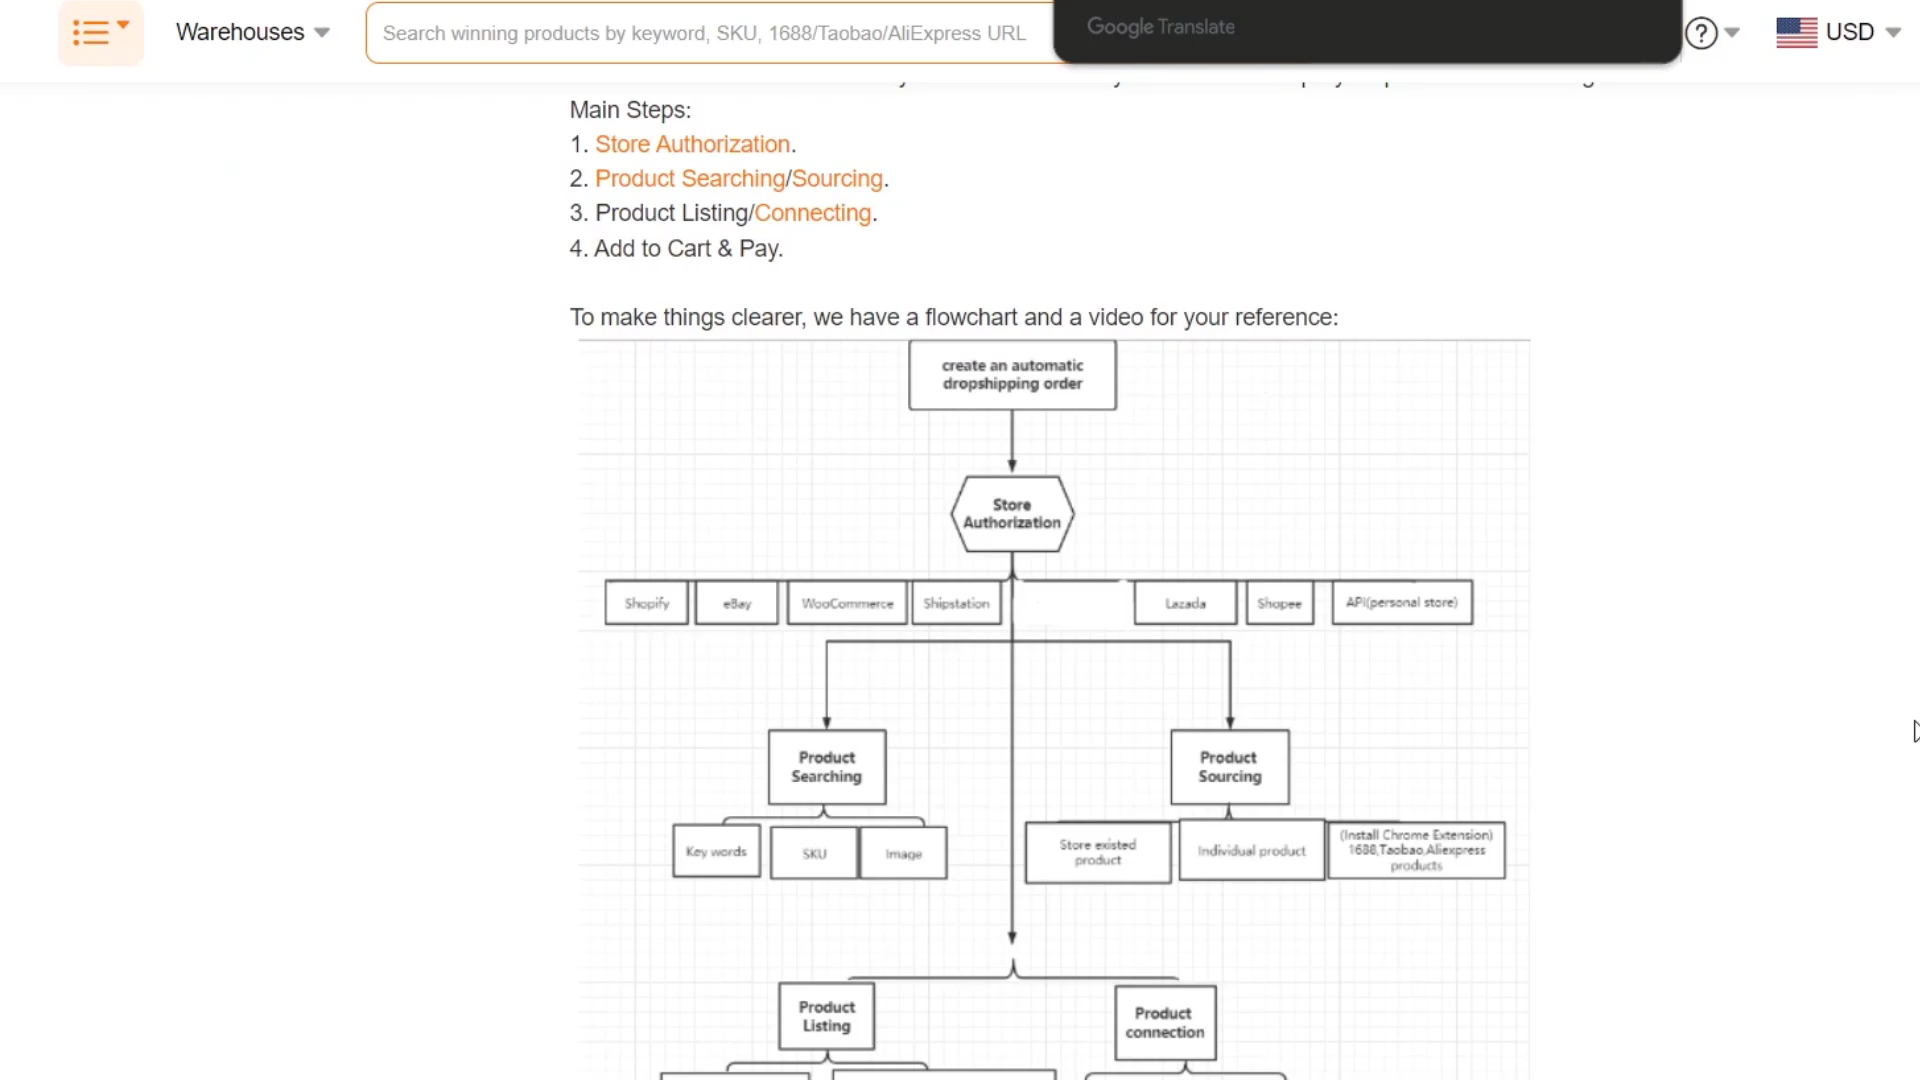 Warehouses
Search winning products by keyword, SKU, 1688/Taobao/AliExpress URL
Google Translate
?
USD
Main Steps:
1. Store Authorization.
2. Product Searching/Sourcing.
3. Product Listing/Connecting.
4. Add to Cart & Pay.
To make things clearer, we have a flowchart and a video for your reference:
create an automatic
dropshipping order
Store
Authorization
Shopify
eBay
WooCommerce
Shipstation
Lazada
Shopee
API(personal store)
Product
Searching
Product
Sourcing
Key words
SKU
Image
Store existed
product
Individual product
(Install Chrome Extension)
1688,Taobao,Aliexpress
products
Product
Listing
Product
connection